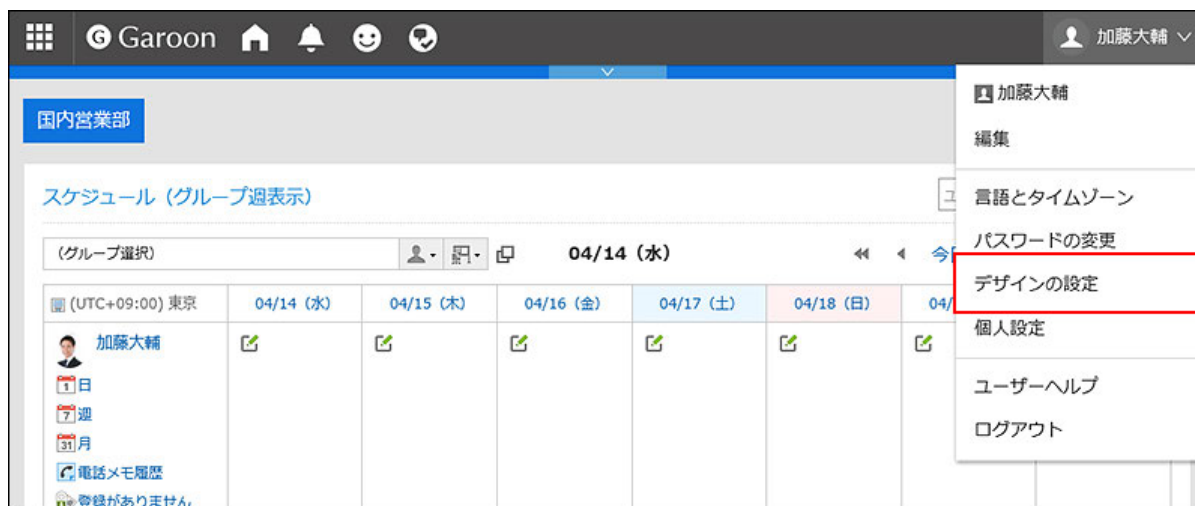 Garoon
加藤大輔
国内営業部
加藤大輔
編集
言語とタイムゾーン
パスワードの変更
デザインの設定
個人設定
ユーザーヘルプ
ログアウト
スケジュール（グループ週表示）
（グループ選択）
04/14（水）
(UTC+09:00) 東京
04/14（水）
04/15（木）
04/16（金）
04/17（土）
04/18（日）
04/
加藤大輔
1 日
7 週
31 月
電話メモ履歴
登録がありません